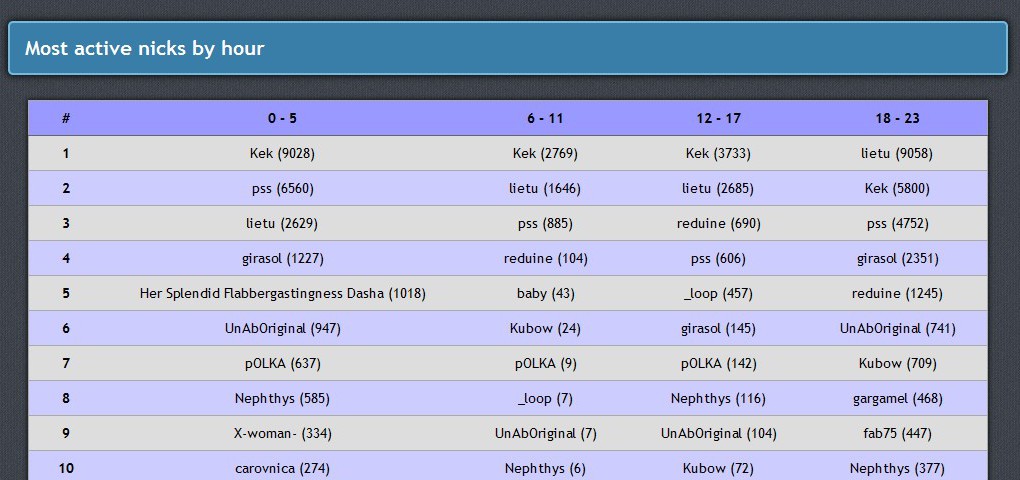 Most active nicks by hour
# 0 - 5 6 - 11 12 - 17 18 - 23
1 Kek (9028) Kek (2769) Kek (3733) lietu (9058)
2 pss (6560) lietu (1646) lietu (2685) Kek (5800)
3 lietu (2629) pss (885) reduine (690) pss (4752)
4 girasol (1227) reduine (104) pss (606) girasol (2351)
5 Her Splendid Flabbergastingness Dasha (1018) baby (43) _loop (457) reduine (1245)
6 UnAbOriginal (947) Kubow (24) girasol (145) UnAbOriginal (741)
7 pOLKA (637) pOLKA (9) pOLKA (142) Kubow (709)
8 Nephthys (585) _loop (7) Nephthys (116) gargamel (468)
9 X-woman- (334) UnAbOriginal (7) UnAbOriginal (104) fab75 (447)
10 carovnica (274) Nephthys (6) Kubow (72) Nephthys (377)